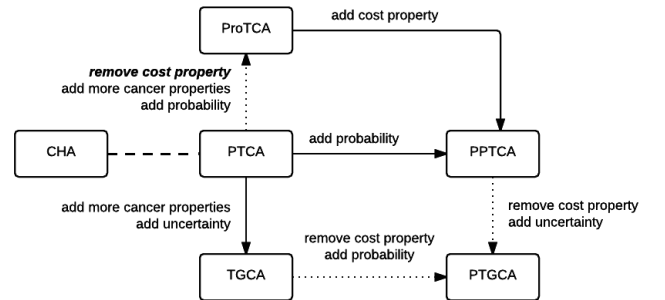 ProTCA
add cost property
remove cost property
add more cancer properties
add probability
CHA
PTCA
add probability
PPTCA
add more cancer properties
add uncertainty
remove cost property
add uncertainty
remove cost property
add probability
TGCA
PTGCA